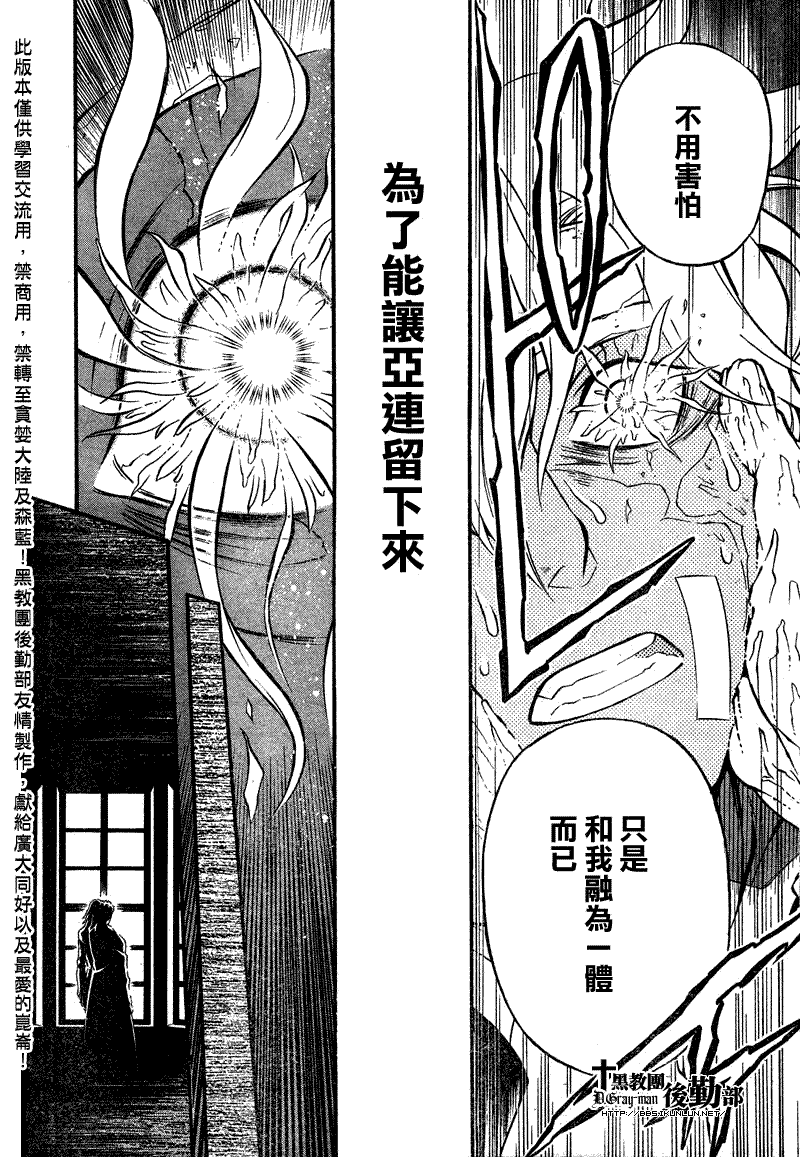 不用害怕
只是
和我融為一體
而已
為了能讓亞連留下來
此版本僅供學習交流用，禁商用，禁轉至貪婪大陸及森藍！黑教團後勤部友情製作，獻給廣大同好以及最愛的崑崙！
黑教團
D.Gray-man
後勤部
HTTP://BBSIKUNLUN.NET/